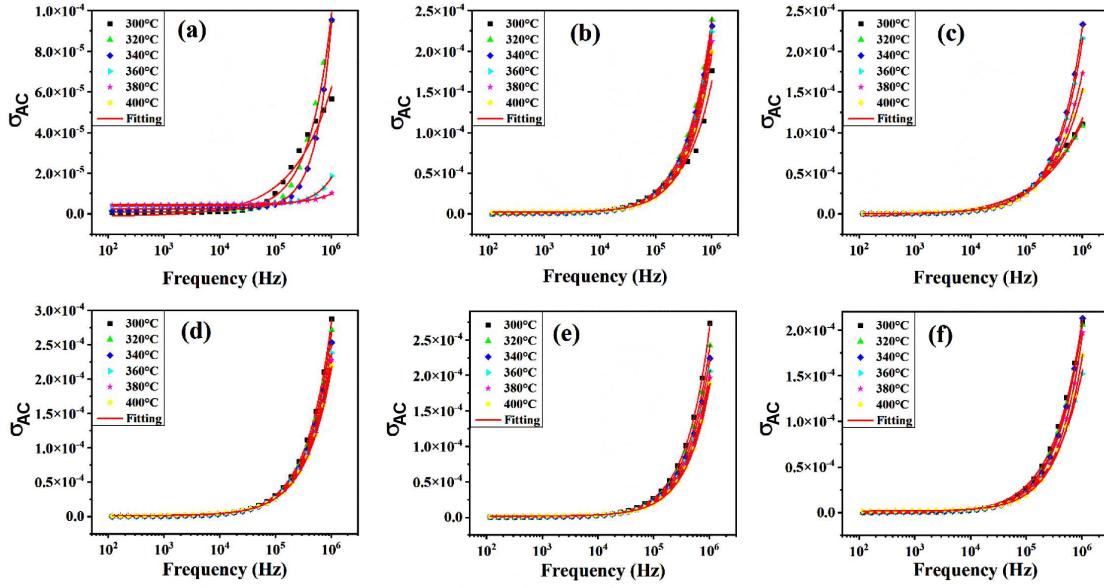 (a)
300°C
320°C
340°C
360°C
380°C
400°C
Fitting
1.0×10⁻⁴
8.0×10⁻⁵
6.0×10⁻⁵
4.0×10⁻⁵
2.0×10⁻⁵
0.0
σAC
10² 10³ 10⁴ 10⁵ 10⁶
Frequency (Hz)
(b)
300°C
320°C
340°C
360°C
380°C
400°C
Fitting
2.5×10⁻⁴
2.0×10⁻⁴
1.5×10⁻⁴
1.0×10⁻⁴
0.5×10⁻⁴
0.0
σAC
10² 10³ 10⁴ 10⁵ 10⁶
Frequency (Hz)
(c)
300°C
320°C
340°C
360°C
380°C
400°C
Fitting
2.5×10⁻⁴
2.0×10⁻⁴
1.5×10⁻⁴
1.0×10⁻⁴
0.5×10⁻⁴
0.0
σAC
10² 10³ 10⁴ 10⁵ 10⁶
Frequency (Hz)
(d)
300°C
320°C
340°C
360°C
380°C
400°C
Fitting
3.0×10⁻⁴
2.5×10⁻⁴
2.0×10⁻⁴
1.5×10⁻⁴
1.0×10⁻⁴
0.5×10⁻⁴
0.0
σAC
10² 10³ 10⁴ 10⁵ 10⁶
Frequency (Hz)
(e)
300°C
320°C
340°C
360°C
380°C
400°C
Fitting
2.5×10⁻⁴
2.0×10⁻⁴
1.5×10⁻⁴
1.0×10⁻⁴
0.5×10⁻⁴
0.0
σAC
10² 10³ 10⁴ 10⁵ 10⁶
Frequency (Hz)
(f)
300°C
320°C
340°C
360°C
380°C
400°C
Fitting
2.0×10⁻⁴
1.5×10⁻⁴
1.0×10⁻⁴
0.5×10⁻⁴
0.0
σAC
10² 10³ 10⁴ 10⁵ 10⁶
Frequency (Hz)